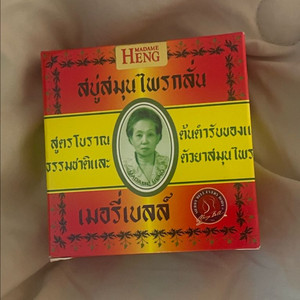 MADAME
HENG
สบู่สมุนไพรกลั่น
สูตรโบราณ
ธรรมชาติและ
ต้นตำรับของแ
ตัวยาสมุนไพร
เมอรี่เบลล์